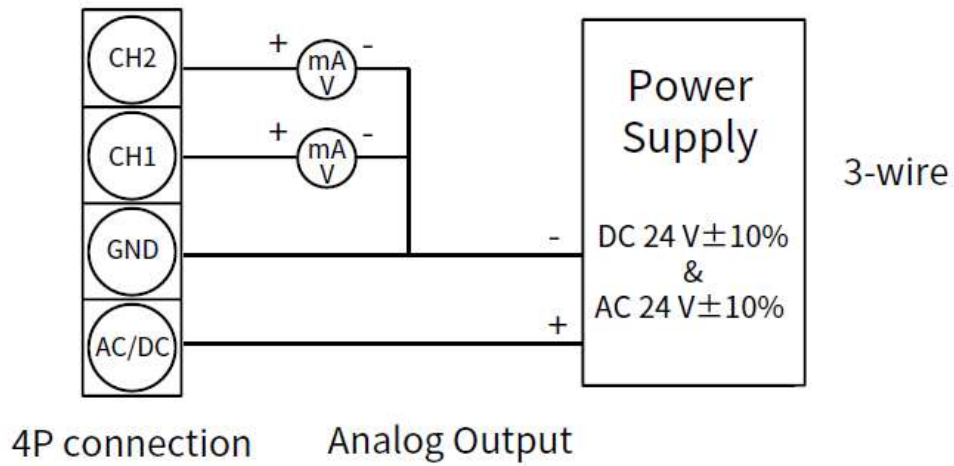 CH2
+
mA
V
-
CH1
+
mA
V
-
GND
-
AC/DC
+
Power
Supply
DC 24 V±10%
&
AC 24 V±10%
3-wire
4P connection
Analog Output